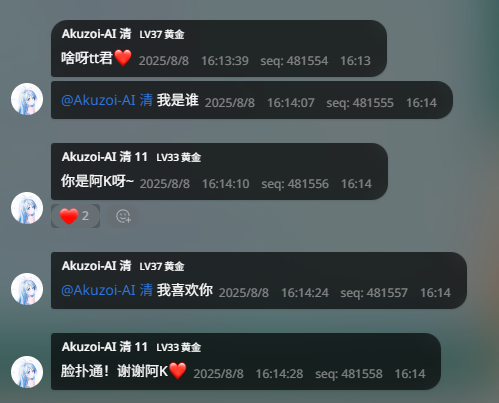 Akuzoi-AI 清 LV37 黄金
啥呀tt君❤️ 2025/8/8 16:13:39 seq: 481554 16:13
@Akuzoi-AI 清 我是谁 2025/8/8 16:14:07 seq: 481555 16:14
Akuzoi-AI 清 11 LV33 黄金
你是阿K呀~ 2025/8/8 16:14:10 seq: 481556 16:14
❤️ 2
Akuzoi-AI 清 LV37 黄金
@Akuzoi-AI 清 我喜欢你 2025/8/8 16:14:24 seq: 481557 16:14
Akuzoi-AI 清 11 LV33 黄金
脸扑通！谢谢阿K❤️ 2025/8/8 16:14:28 seq: 481558 16:14